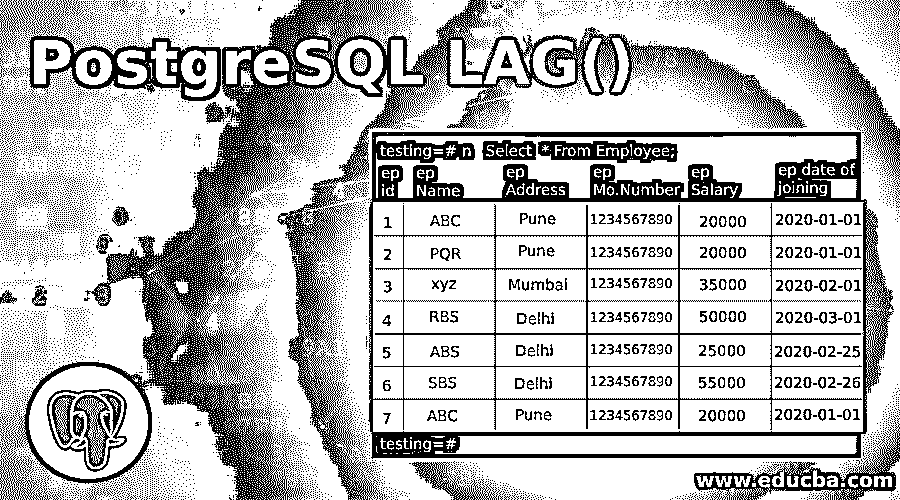 PostgreSQL LAG()
testing=# n Select * From Employee;
ep id ep Name ep Address ep Mo.Number ep Salary ep date of joining
1 ABC Pune 1234567890 20000 2020-01-01
2 PQR Pune 1234567890 20000 2020-01-01
3 xyz Mumbai 35000 1234567890 2020-02-01
4 RBS Delhi 1234567890 50000 2020-03-01
5 ABS Delhi 1234567890 25000 2020-02-25
6 SBS Delhi 1234567890 55000 2020-02-26
7 ABC Pune 1234567890 20000 2020-01-01
testing=#
www.educba.com